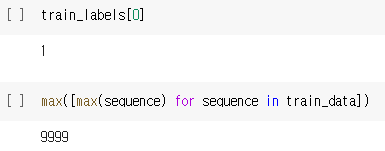 [ ] train_labels[0]
1
[ ] max([max(sequence) for sequence in train_data])
9999